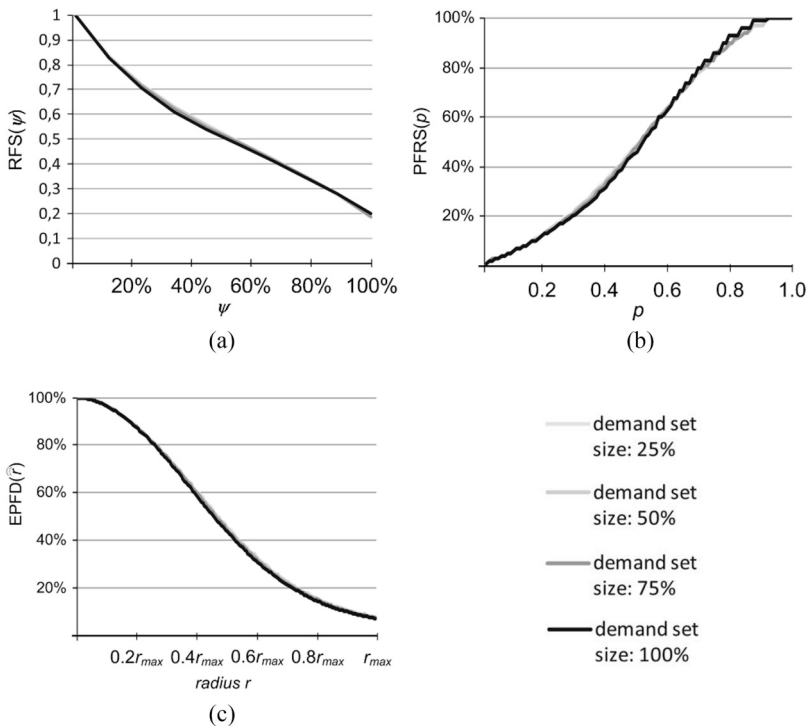 1
0,9
0,8
0,7
0,6
0,5
0,4
0,3
0,2
0,1
0
RFS(ψ)
20% 40% 60% 80% 100%
ψ
(a)
100%
80%
60%
40%
20%
PFRS(p)
0.2 0.4 0.6 0.8 1.0
p
(b)
100%
80%
60%
40%
20%
0.2rmax 0.4rmax 0.6rmax 0.8rmax rmax
radius r
(c)
demand set
size: 25%
demand set
size: 50%
demand set
size: 75%
demand set
size: 100%